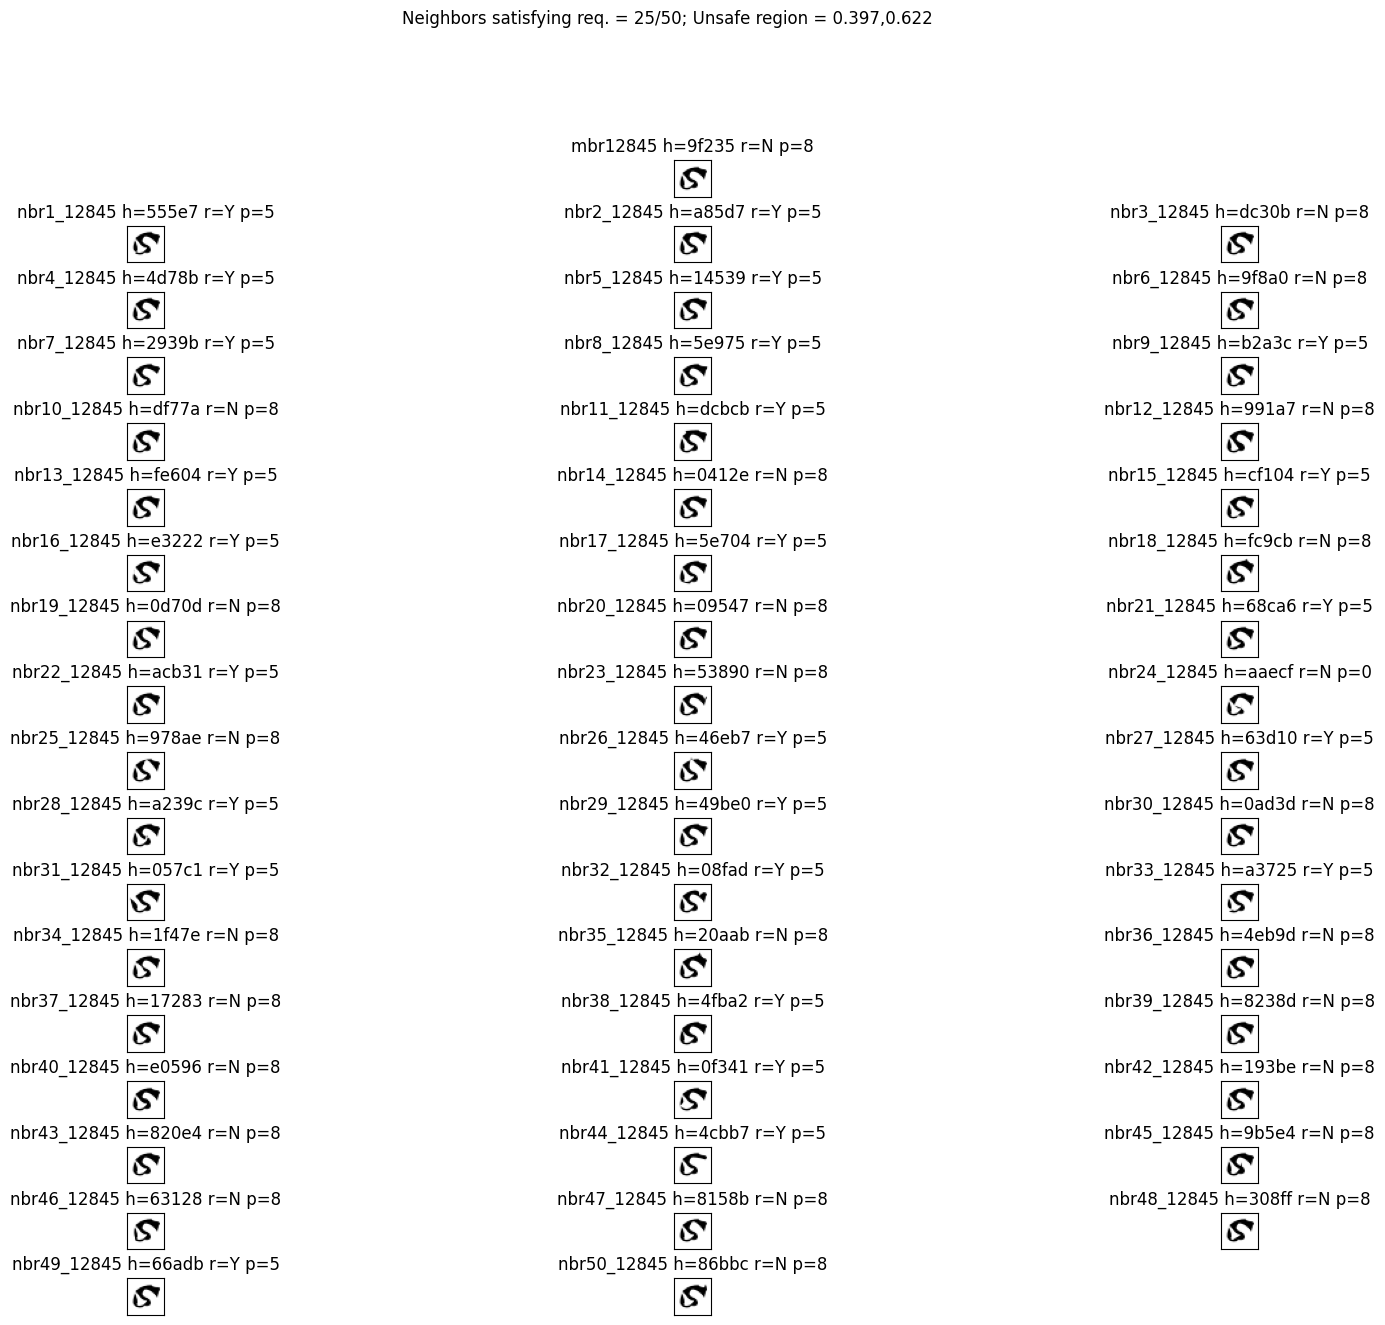 Neighbors satisfying req. = 25/50; Unsafe region = 0.397,0.622
mbr12845 h=9f235 r=N p=8
nbr1_12845 h=555e7 r=Y p=5
nbr2_12845 h=a85d7 r=Y p=5
nbr3_12845 h=dc30b r=N p=8
nbr4_12845 h=4d78b r=Y p=5
nbr5_12845 h=14539 r=Y p=5
nbr6_12845 h=9f8a0 r=N p=8
nbr7_12845 h=2939b r=Y p=5
nbr8_12845 h=5e975 r=Y p=5
nbr9_12845 h=b2a3c r=Y p=5
nbr10_12845 h=df77a r=N p=8
nbr11_12845 h=dcbcb r=Y p=5
nbr12_12845 h=991a7 r=N p=8
nbr13_12845 h=fe604 r=Y p=5
nbr14_12845 h=0412e r=N p=8
nbr15_12845 h=cf104 r=Y p=5
nbr16_12845 h=e3222 r=Y p=5
nbr17_12845 h=5e704 r=Y p=5
nbr18_12845 h=fc9cb r=N p=8
nbr19_12845 h=0d70d r=N p=8
nbr20_12845 h=09547 r=N p=8
nbr21_12845 h=68ca6 r=Y p=5
nbr22_12845 h=acb31 r=Y p=5
nbr23_12845 h=53890 r=N p=8
nbr24_12845 h=aaecf r=N p=0
nbr25_12845 h=978ae r=N p=8
nbr26_12845 h=46eb7 r=Y p=5
nbr27_12845 h=63d10 r=Y p=5
nbr28_12845 h=a239c r=Y p=5
nbr29_12845 h=49be0 r=Y p=5
nbr30_12845 h=0ad3d r=N p=8
nbr31_12845 h=057c1 r=Y p=5
nbr32_12845 h=08fad r=Y p=5
nbr33_12845 h=a3725 r=Y p=5
nbr34_12845 h=1f47e r=N p=8
nbr35_12845 h=20aab r=N p=8
nbr36_12845 h=4eb9d r=N p=8
nbr37_12845 h=17283 r=N p=8
nbr38_12845 h=4fba2 r=Y p=5
nbr39_12845 h=8238d r=N p=8
nbr40_12845 h=e0596 r=N p=8
nbr41_12845 h=0f341 r=Y p=5
nbr42_12845 h=193be r=N p=8
nbr43_12845 h=820e4 r=N p=8
nbr44_12845 h=4cbb7 r=Y p=5
nbr45_12845 h=9b5e4 r=N p=8
nbr46_12845 h=63128 r=N p=8
nbr47_12845 h=8158b r=N p=8
nbr48_12845 h=308ff r=N p=8
nbr49_12845 h=66adb r=Y p=5
nbr50_12845 h=86bbc r=N p=8